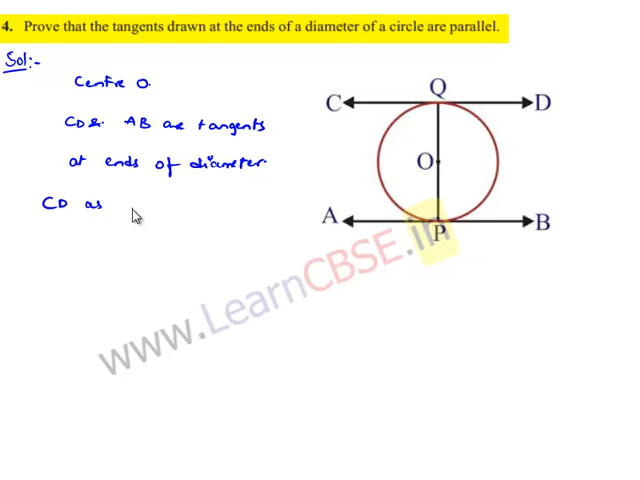 4. Prove that the tangents drawn at the ends of a diameter of a circle are parallel.
Sol:-
Centre O.
CD & AB are tangents
at ends of diameter.
CD as
Q
C D
O
A B
P
www.LearnCBSE.in